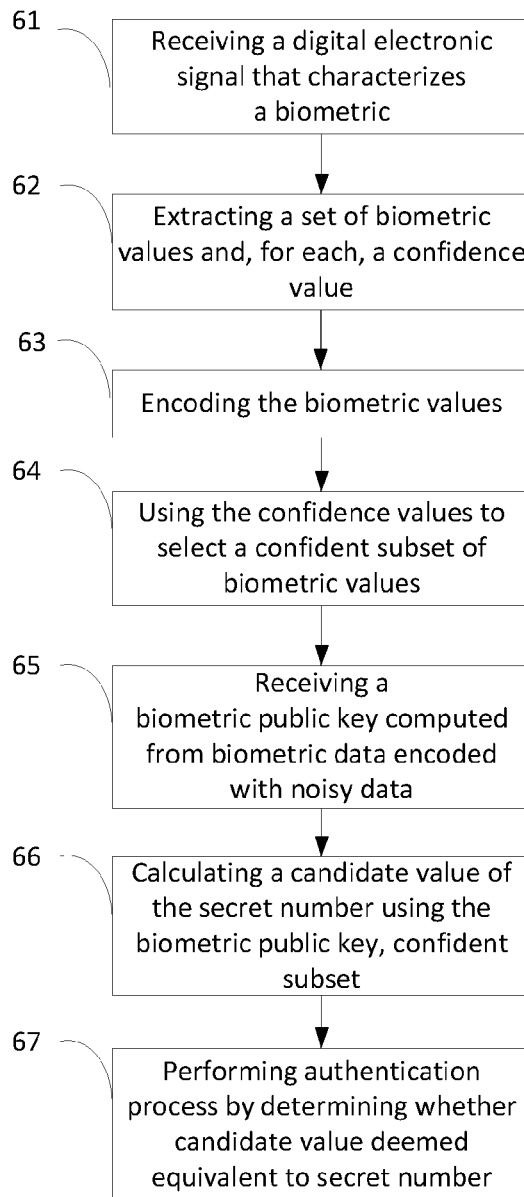 61
Receiving a digital electronic
signal that characterizes
a biometric
62
Extracting a set of biometric
values and, for each, a confidence
value
63
Encoding the biometric values
64
Using the confidence values to
select a confident subset of
biometric values
65
Receiving a
biometric public key computed
from biometric data encoded
with noisy data
66
Calculating a candidate value of
the secret number using the
biometric public key, confident
subset
67
Performing authentication
process by determining whether
candidate value deemed
equivalent to secret number